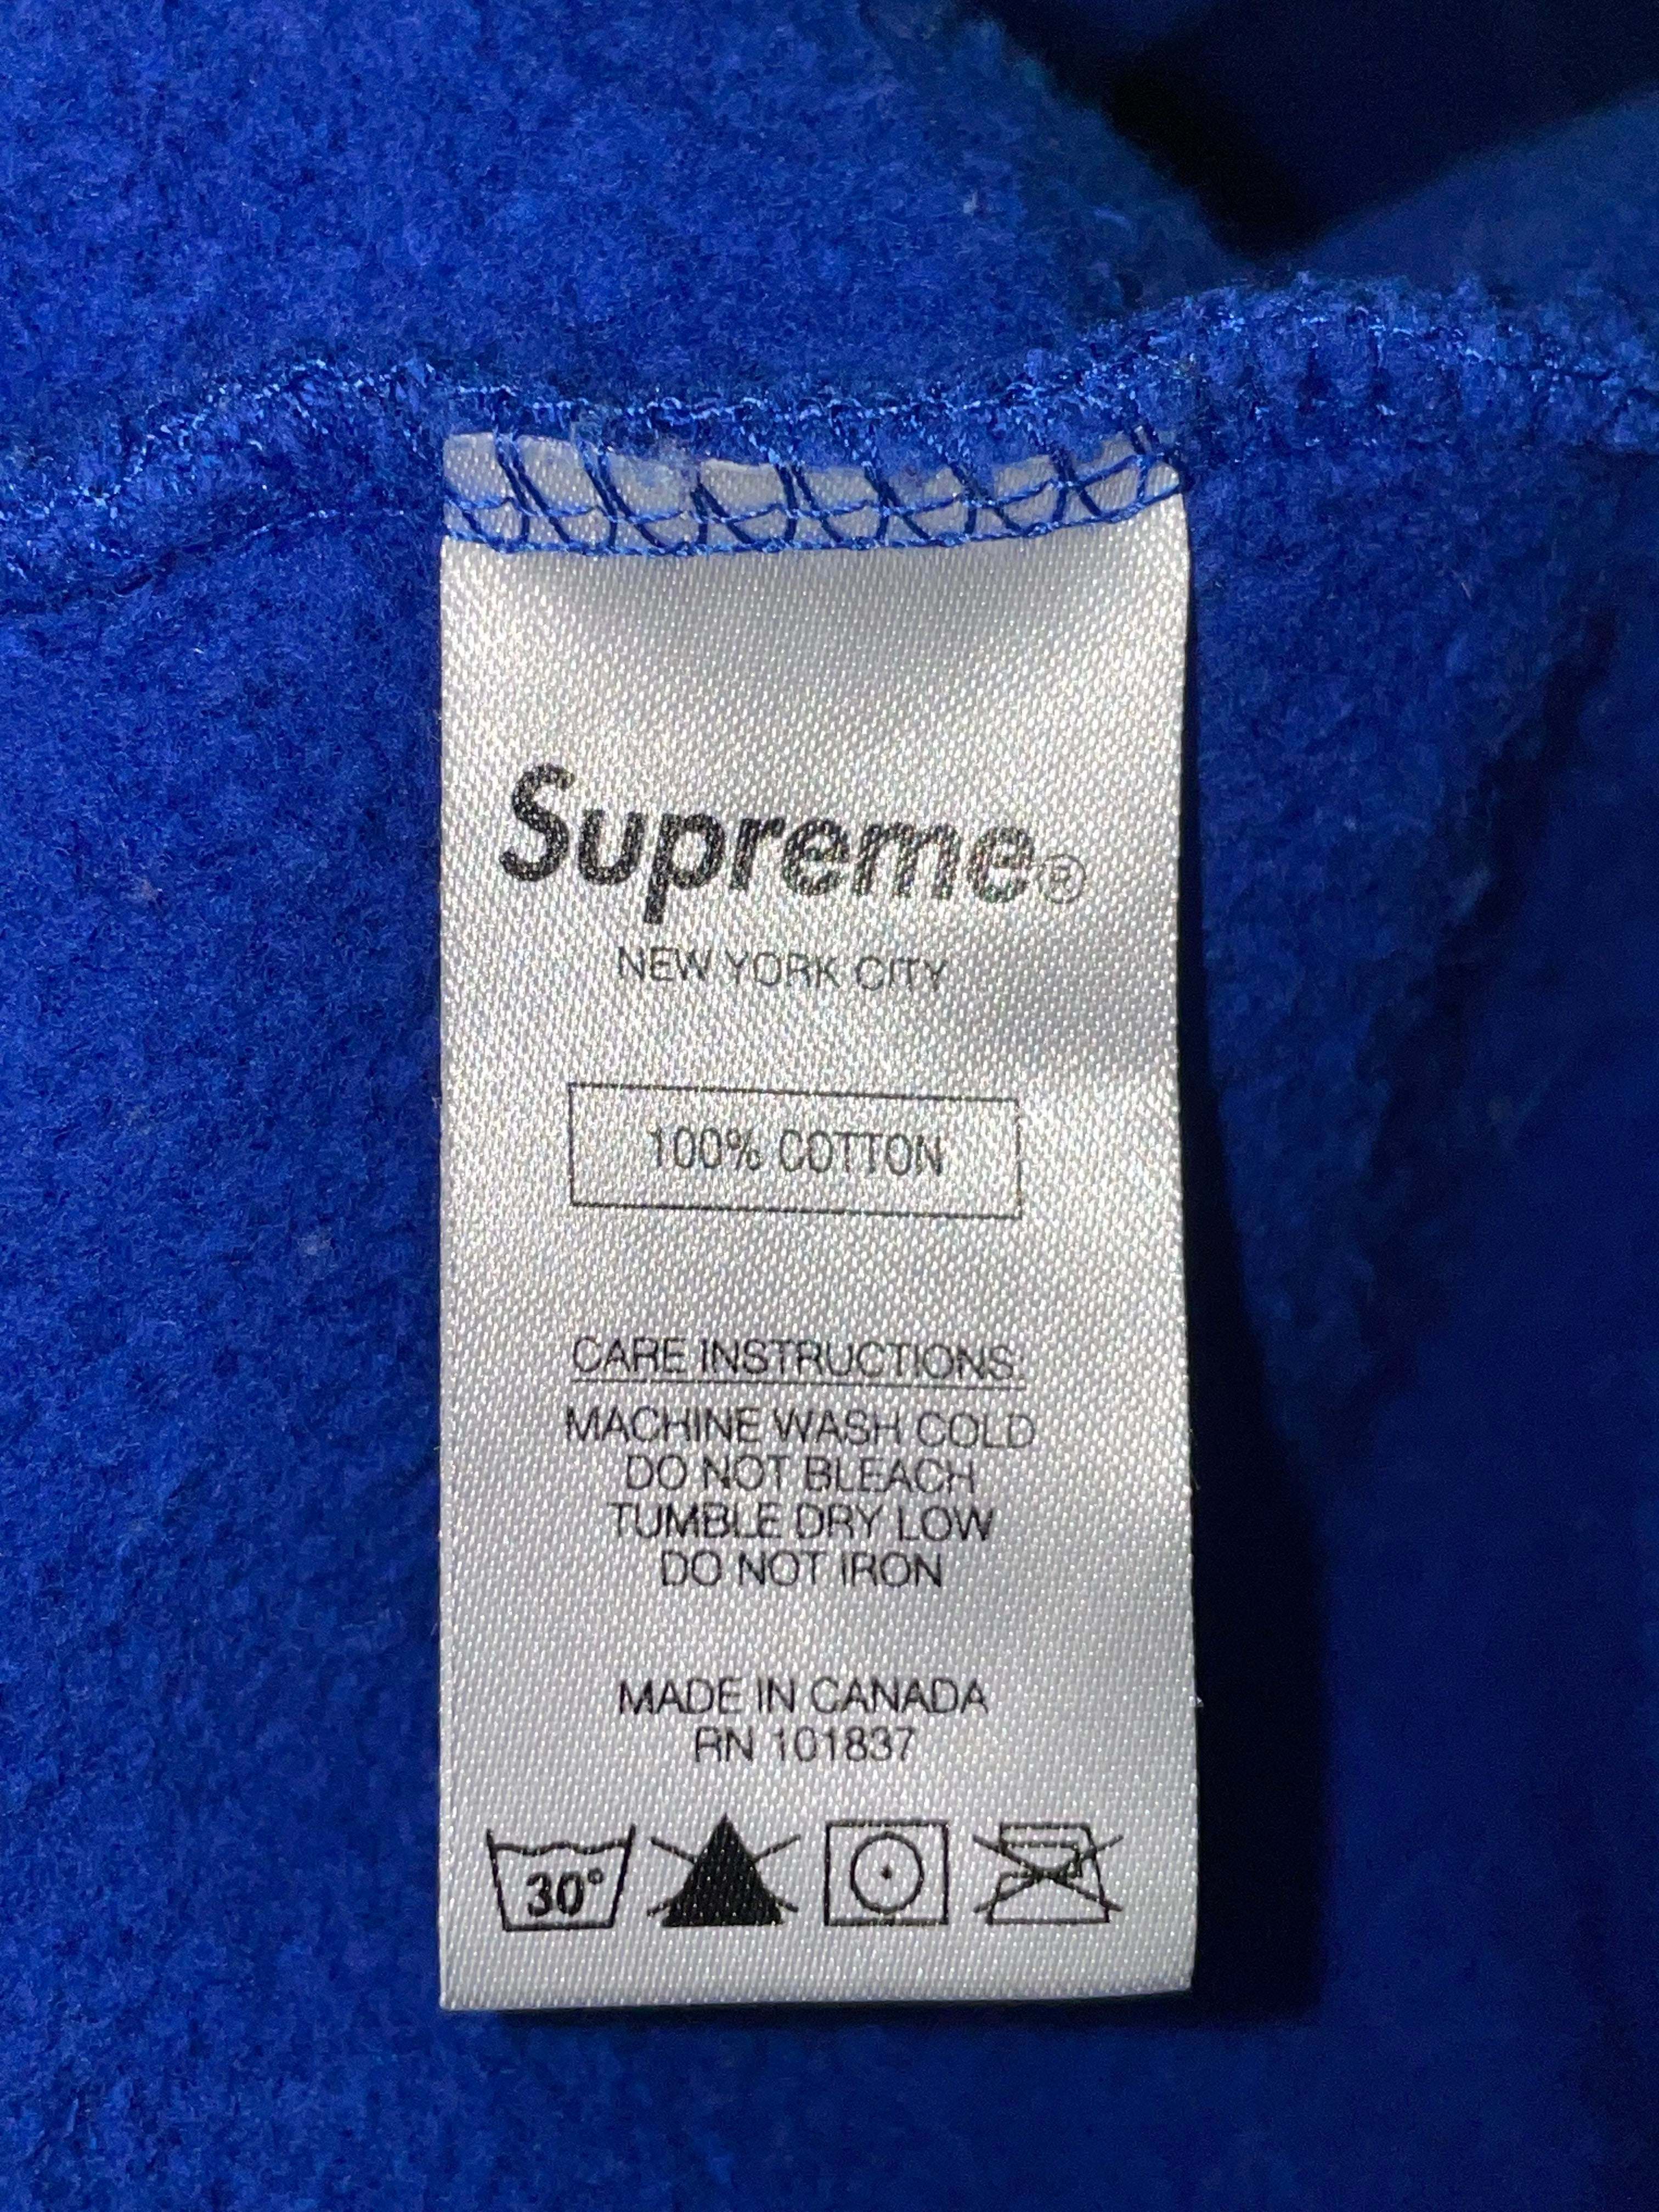 Supreme®
NEW YORK CITY
100% COTTON
CARE INSTRUCTIONS:
MACHINE WASH COLD
DO NOT BLEACH
TUMBLE DRY LOW
DO NOT IRON
MADE IN CANADA
RN 101837
30°